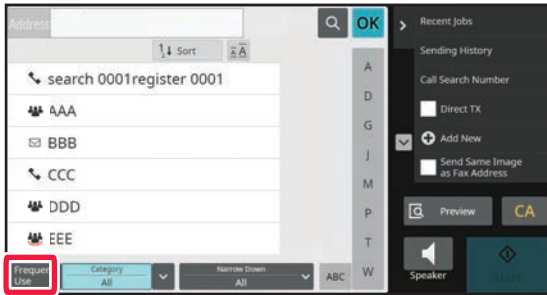 Address
OK
Recent Jobs
Sort
Sending History
search 0001register 0001
A
Call Search Number
AAA
D
Direct TX
BBB
G
Add New
CCC
J
Send Same Image
as Fax Address
M
DDD
P
Preview
CA
EEE
T
Frequen
Use
Category
All
Narrow Down
All
ABC
W
Speaker
Start